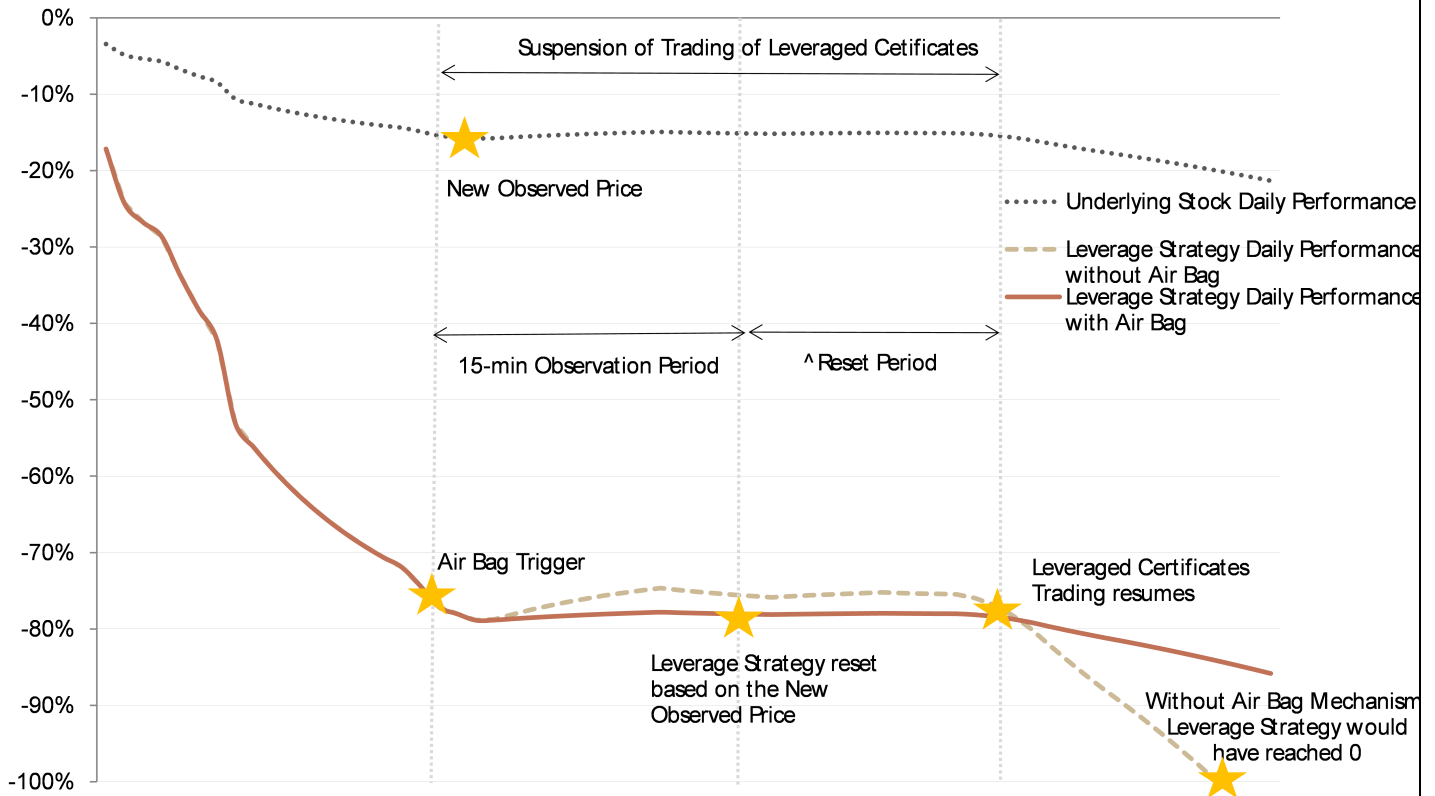 0%
Suspension of Trading of Leveraged Cetificates
-10%
-20%
New Observed Price
Underlying Stock Daily Performance
-30%
Leverage Strategy Daily Performance
without Air Bag
Leverage Strategy Daily Performance
with Air Bag
-40%
15-min Observation Period
^ Reset Period
-50%
-60%
-70%
Air Bag Trigger
Leveraged Certificates
Trading resumes
-80%
Leverage Strategy reset
based on the New
Observed Price
-90%
Without Air Bag Mechanism
Leverage Strategy would
have reached 0
-100%